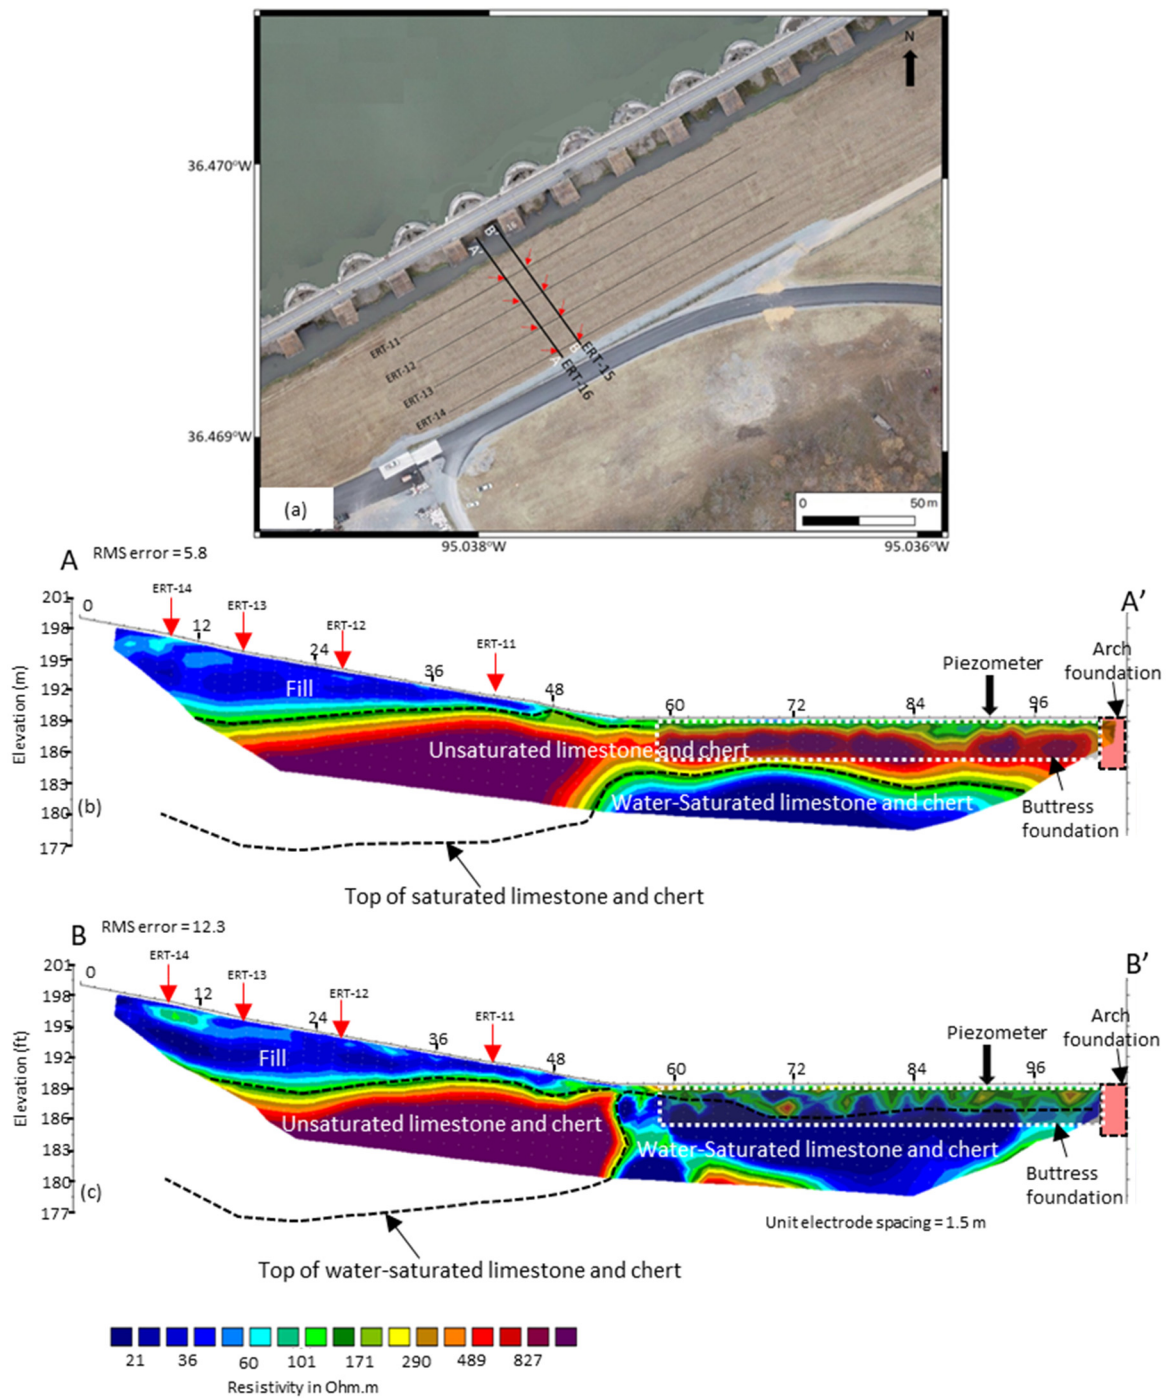 N
36.470°W
B'
A'
ERT-11
ERT-12
ERT-13
ERT-14
ERT-15
ERT-16
A
36.469°W
(a)
0 50 m
95.038°W 95.036°W
A RMS error = 5.8
ERT-14
ERT-13
ERT-12
ERT-11
A'
Arch
foundation
Piezometer
201
198
195
192
189
186
183
180
177
Elevation (m)
0 12 24 36 48 60 72 84 96
Fill
Unsaturated limestone and chert
Water-Saturated limestone and chert
Buttress
foundation
(b)
Top of saturated limestone and chert
B RMS error = 12.3
ERT-14
ERT-13
ERT-12
ERT-11
B'
Arch
foundation
Piezometer
201
198
195
192
189
186
183
180
177
Elevation (ft)
0 12 24 36 48 60 72 84 96
Fill
Unsaturated limestone and chert
Water-Saturated limestone and chert
Buttress
foundation
(c)
Unit electrode spacing = 1.5 m
Top of water-saturated limestone and chert
21 36 60 101 171 290 489 827
Resistivity in Ohm.m